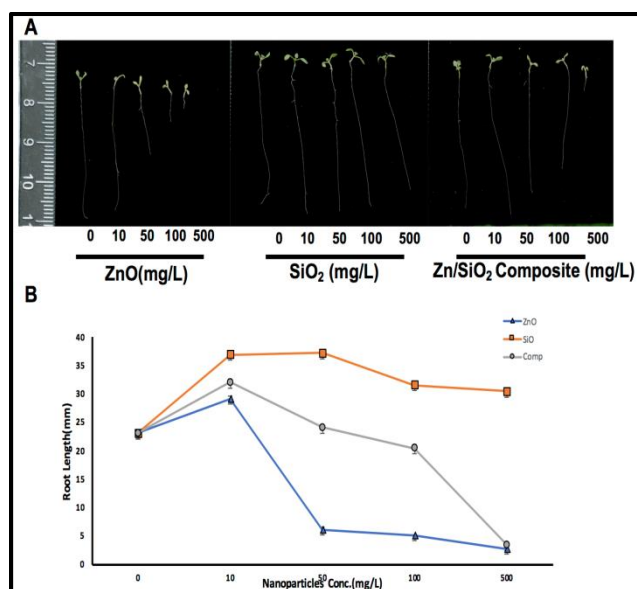 A
7
8
9
10
1
0 10 50 100 500
ZnO(mg/L)
0 10 50 100 500
SiO₂ (mg/L)
0 10 50 100 500
Zn/SiO₂ Composite (mg/L)
B
ZnO
SiO
Comp
40
35
30
25
20
15
10
5
0
Root Length(mm)
0 10 50 100 500
Nanoparticles Conc.(mg/L)